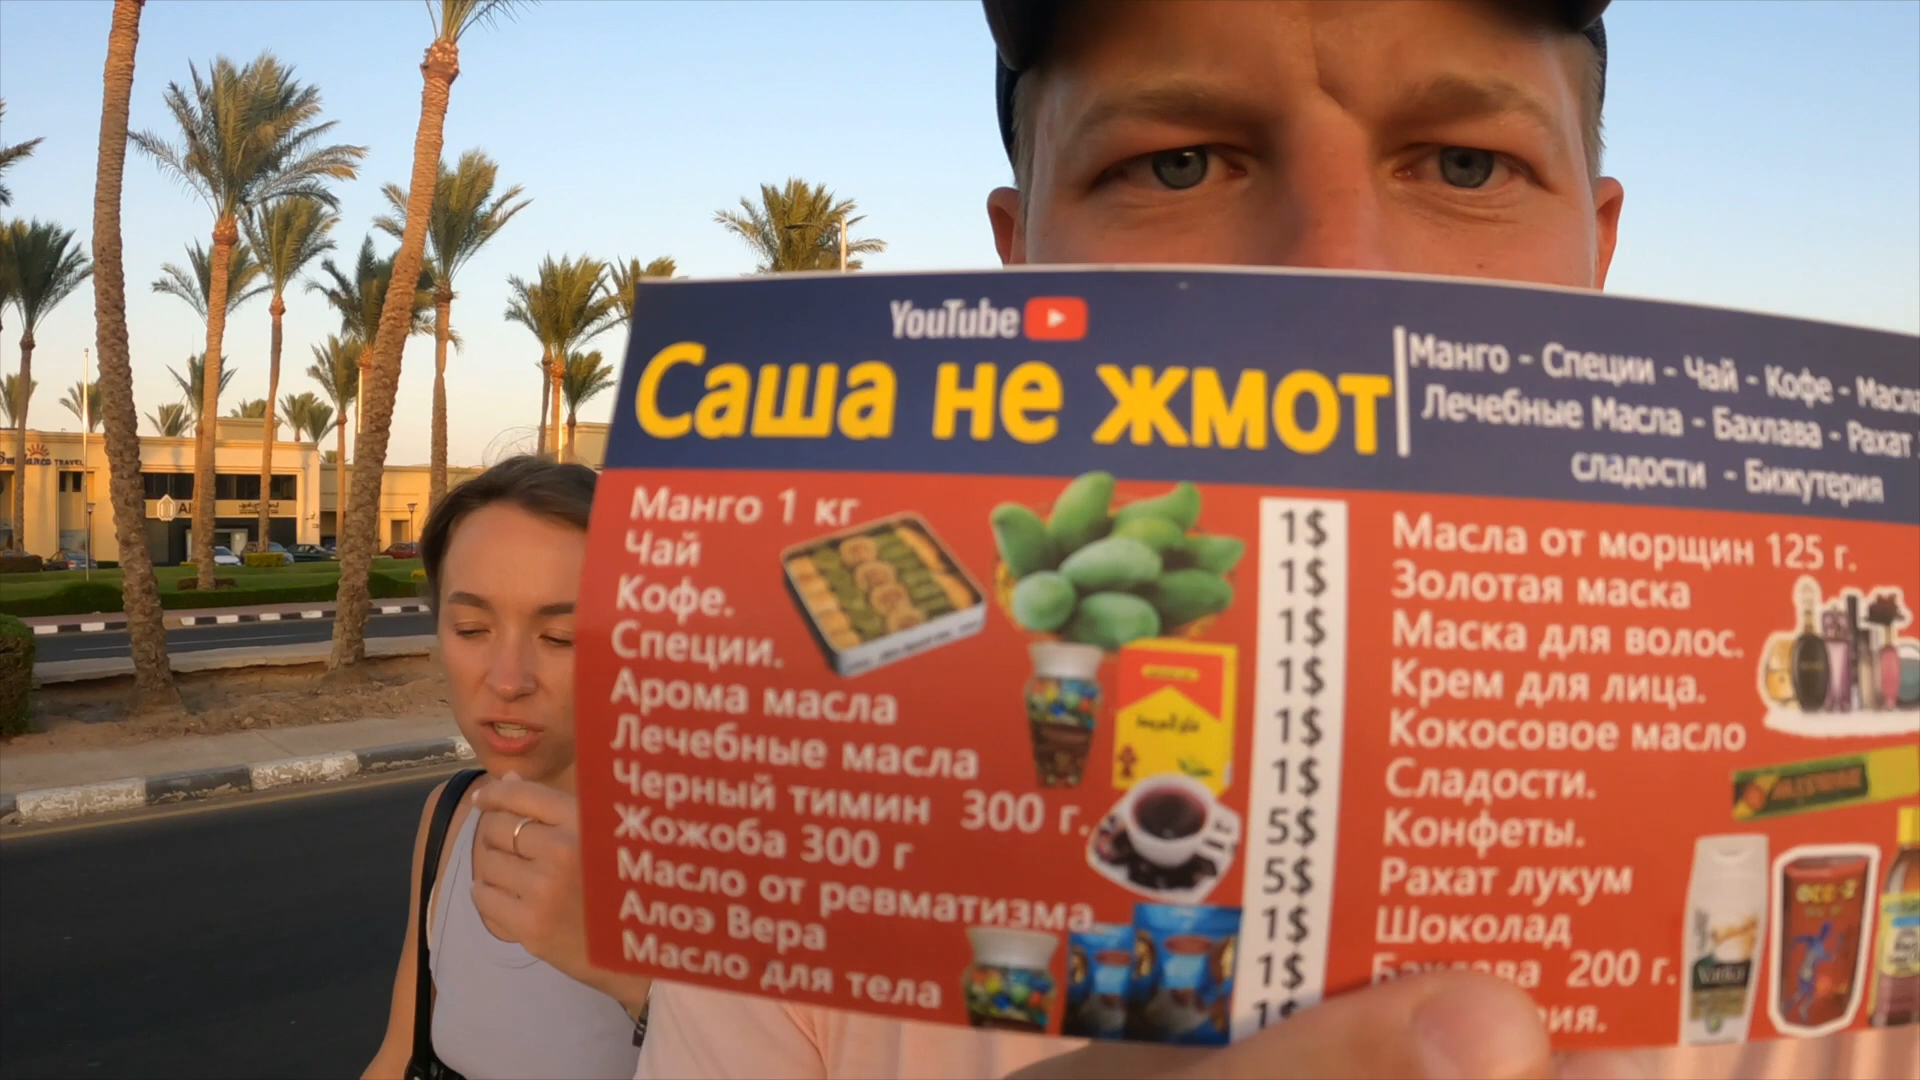 YouTube
Саша не жмот
Манго - Специи - Чай - Кофе - Масла
Лечебные Масла - Бахлава - Рахат
сладости - Бижутерия
Манго 1 кг 1$
Чай 1$
Кофе. 1$
Специи. 1$
Арома масла 1$
Лечебные масла 1$
Черный тимин 300 г. 5$
Жожоба 300 г 5$
Масло от ревматизма 1$
Алоэ Вера 1$
Масло для тела 1$
Масла от морщин 125 г.
Золотая маска
Маска для волос.
Крем для лица.
Кокосовое масло
Сладости.
Конфеты.
Рахат лукум
Шоколад
200 г.
TRAVEL
Vatika